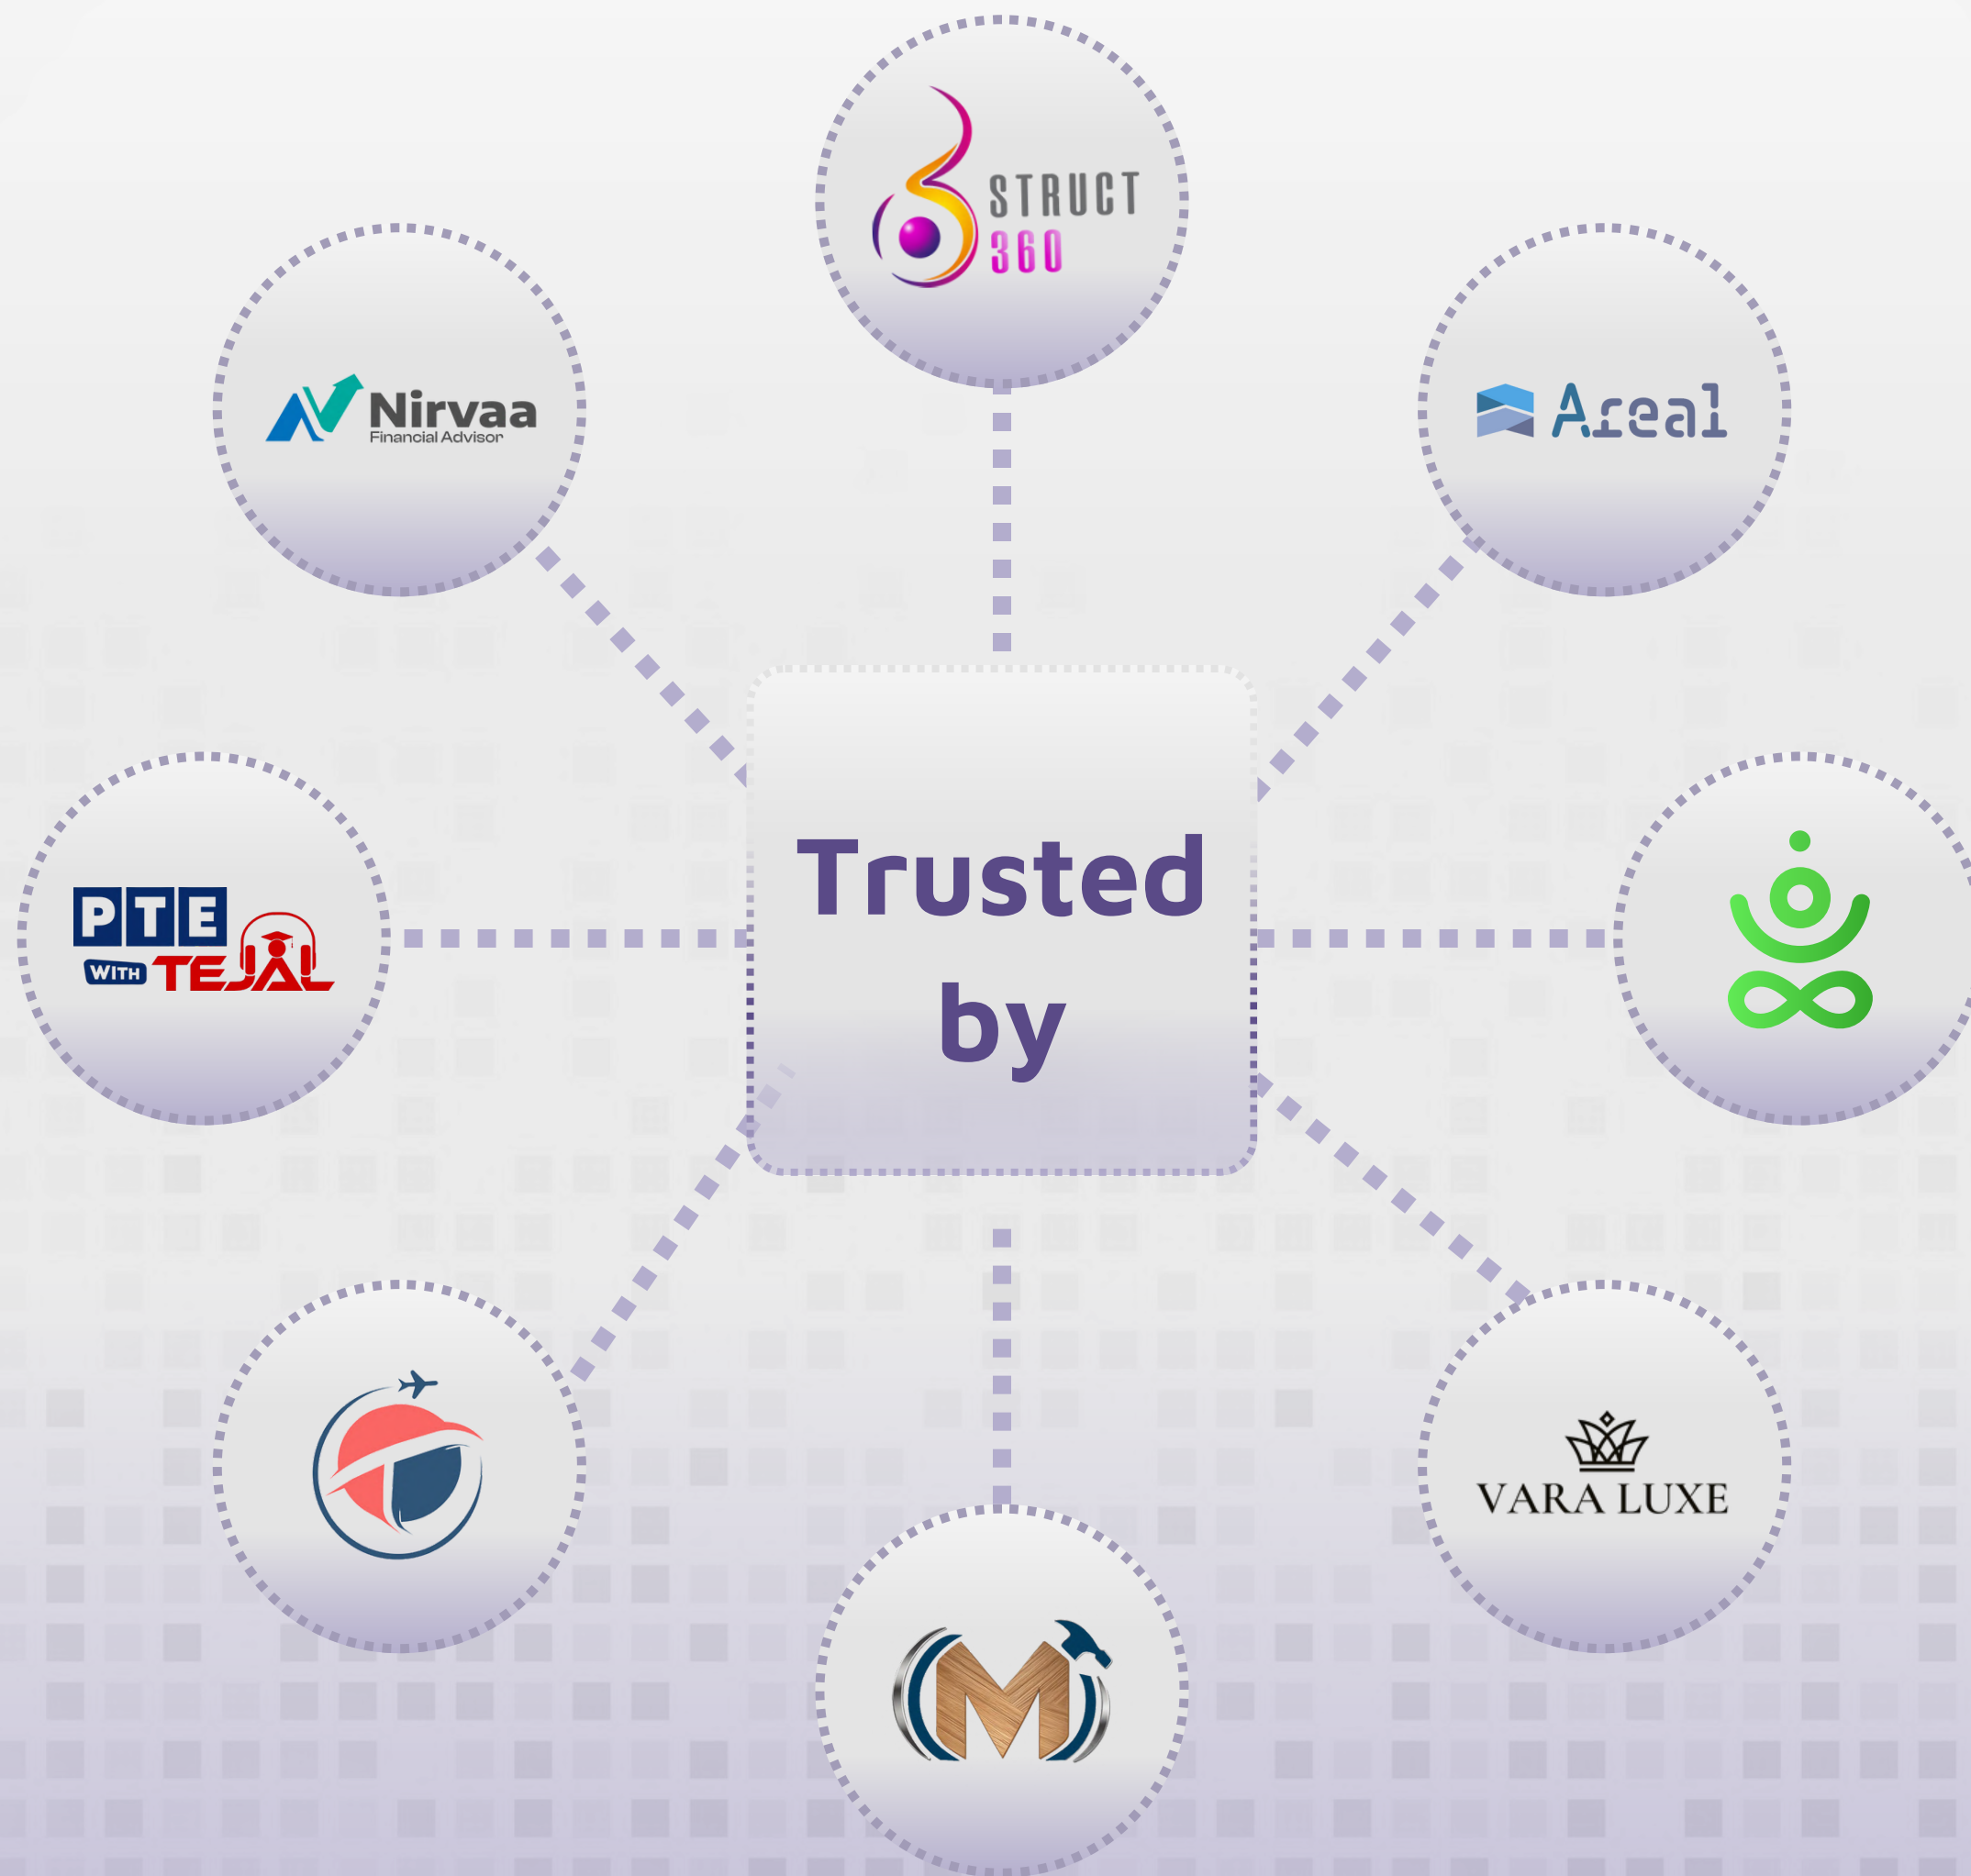 STRUCT
360
Nirvaa
Financial Advisor
Areal
Trusted
by
PTE
WITH TEJAL
VARA LUXE
M